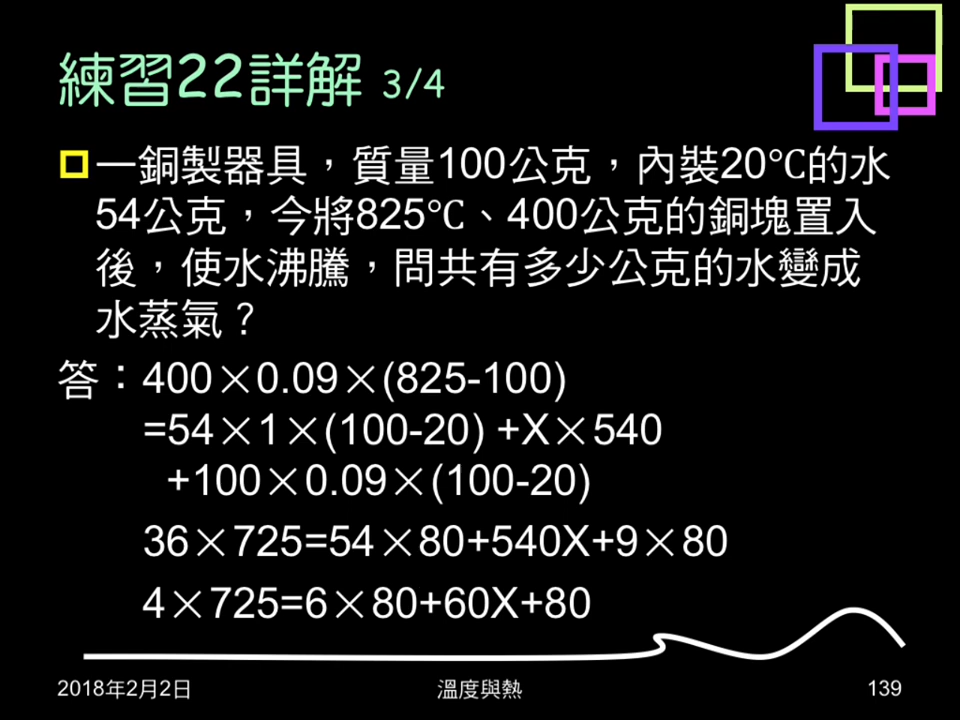 練習22詳解 3/4
一銅製器具，質量100公克，內裝20℃的水
54公克，今將825℃、400公克的銅塊置入
後，使水沸騰，問共有多少公克的水變成
水蒸氣？
答：400×0.09×(825-100)
=54×1×(100-20) +X×540
+100×0.09×(100-20)
36×725=54×80+540X+9×80
4×725=6×80+60X+80
2018年2月2日
溫度與熱
139